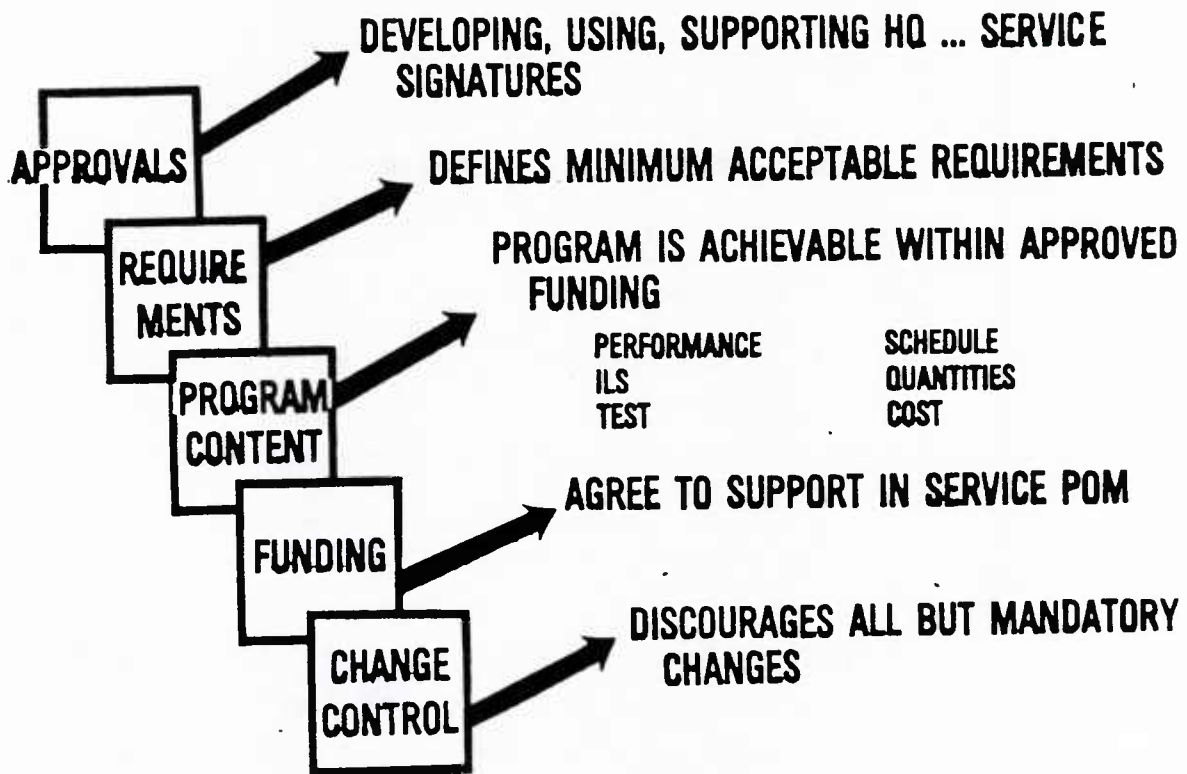 DEVELOPING, USING, SUPPORTING HQ ... SERVICE
SIGNATURES
APPROVALS
DEFINES MINIMUM ACCEPTABLE REQUIREMENTS
REQUIRE
MENTS
PROGRAM IS ACHIEVABLE WITHIN APPROVED
FUNDING
PERFORMANCE SCHEDULE
ILS QUANTITIES
TEST COST
PROGRAM
CONTENT
AGREE TO SUPPORT IN SERVICE POM
FUNDING
DISCOURAGES ALL BUT MANDATORY
CHANGES
CHANGE
CONTROL